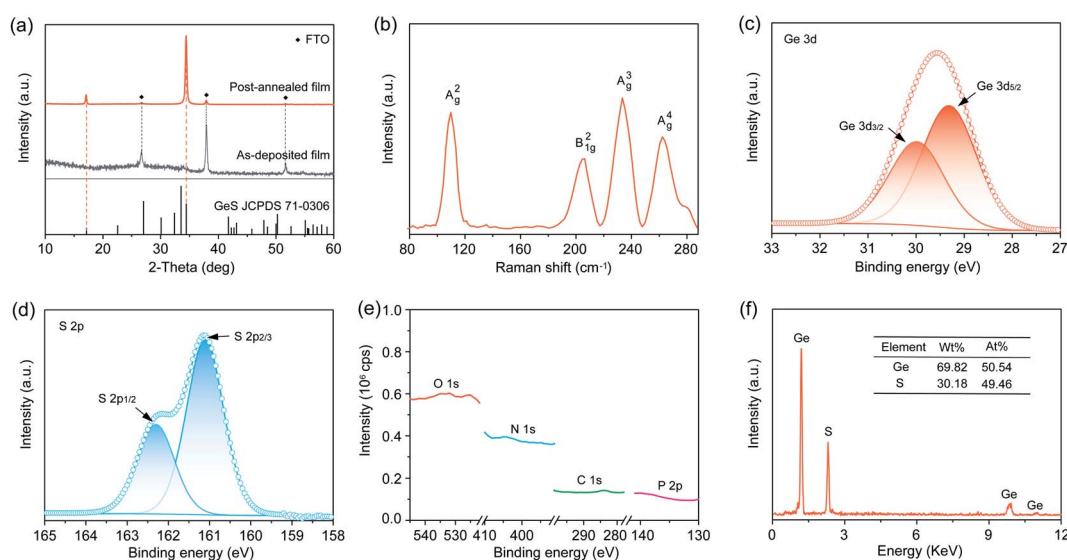 (a)
◆ FTO
Post-annealed film
As-deposited film
GeS JCPDS 71-0306
Intensity (a.u.)
10 20 30 40 50 60
2-Theta (deg)
(b)
A²g
B²1g
A³g
A⁴g
Intensity (a.u.)
80 120 160 200 240 280
Raman shift (cm⁻¹)
(c)
Ge 3d
Ge 3d5/2
Ge 3d3/2
Intensity (a.u.)
33 32 31 30 29 28 27
Binding energy (eV)
(d)
S 2p
S 2p2/3
S 2p1/2
Intensity (a.u.)
165 164 163 162 161 160 159 158
Binding energy (eV)
(e)
1.0
0.8
0.6
0.4
0.2
0.0
O 1s
N 1s
C 1s
P 2p
Intensity (10⁶ cps)
540 520 410 400 290 280 140 130
Binding energy (keV)
(f)
Ge
S
Ge
Ge
Element Wt% At%
Ge 69.82 50.54
S 30.18 49.46
Intensity (a.u.)
0 3 6 9 12
Energy (KeV)